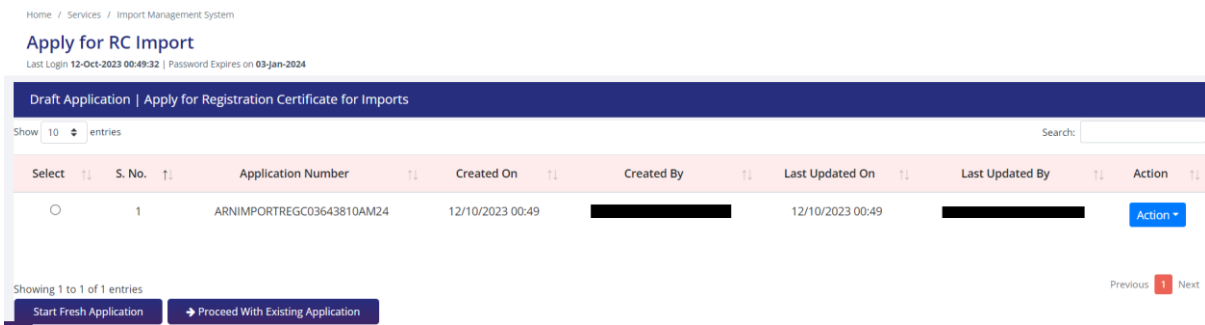 Home / Services / Import Management System
Apply for RC Import
Last Login 12-Oct-2023 00:49:32 | Password Expires on 03-Jan-2024
Draft Application | Apply for Registration Certificate for Imports
Show 10 entries Search:
Select S. No. Application Number Created On Created By Last Updated On Last Updated By Action
1 ARNIMPORTREGC03643810AM24 12/10/2023 00:49 12/10/2023 00:49 Action
Showing 1 to 1 of 1 entries Previous 1 Next
Start Fresh Application Proceed With Existing Application